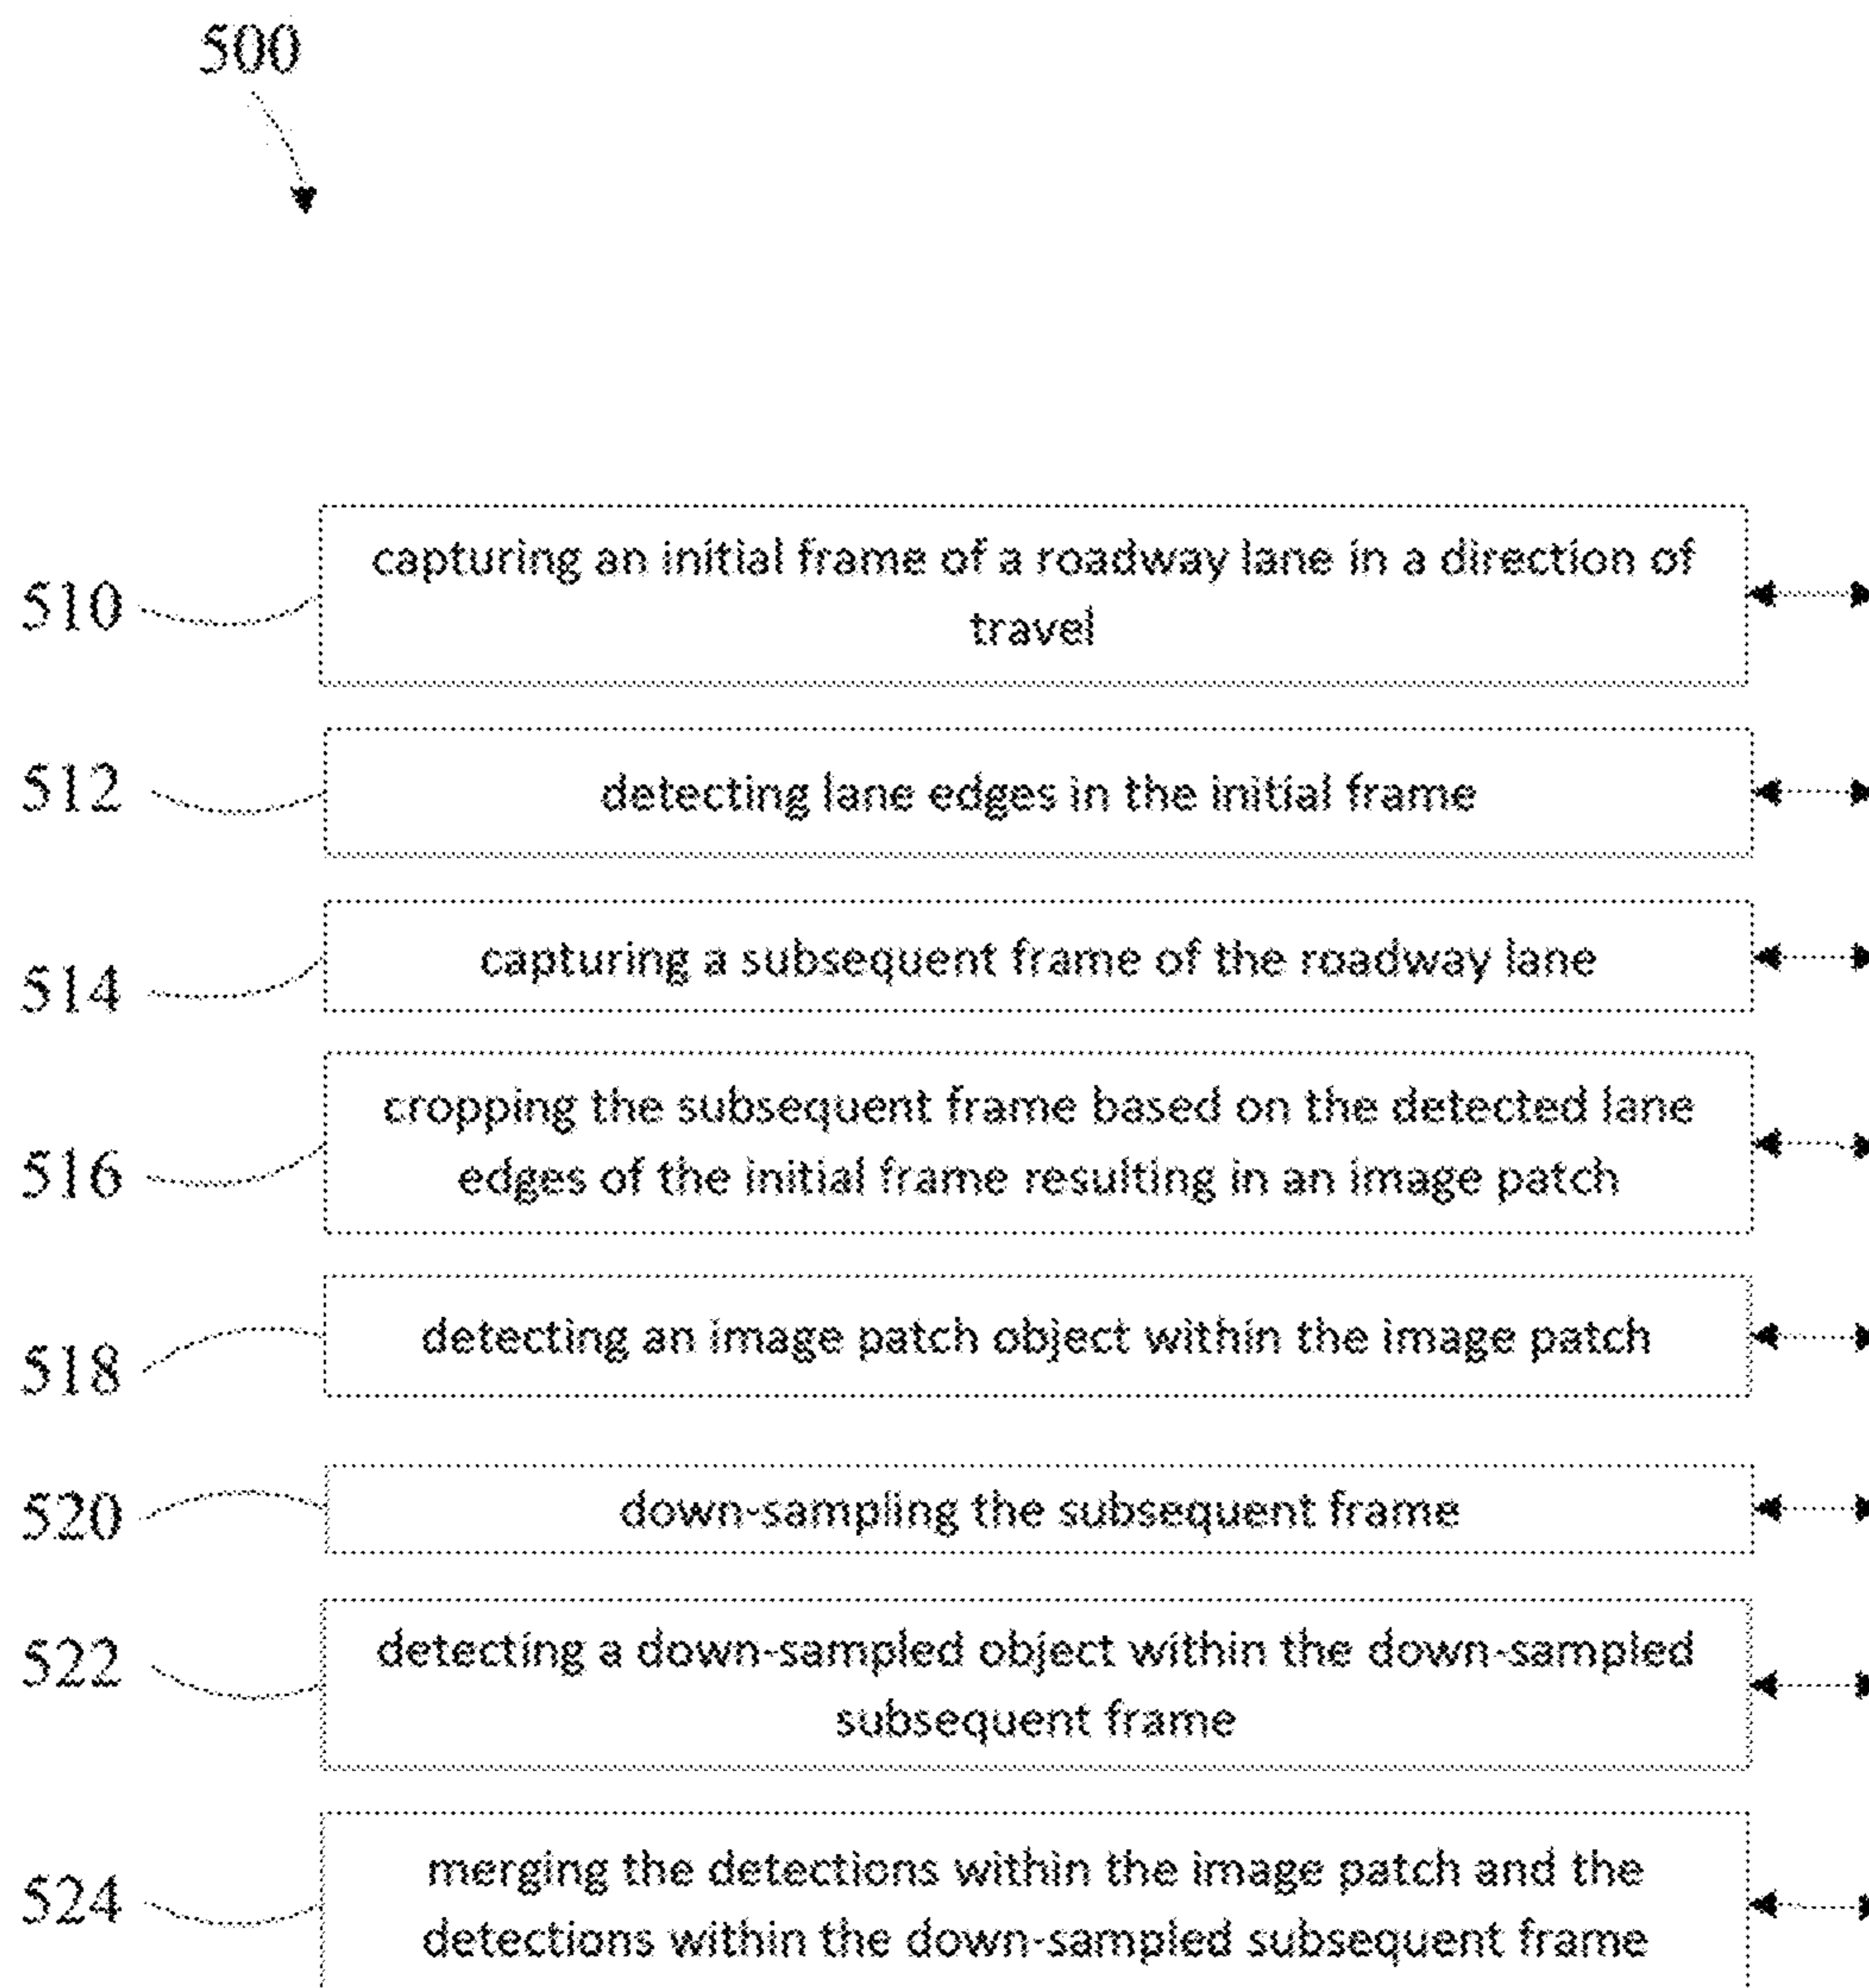 500
510
capturing an initial frame of a roadway lane in a direction of
travel
512
detecting lane edges in the initial frame
514
capturing a subsequent frame of the roadway lane
516
cropping the subsequent frame based on the detected lane
edges of the initial frame resulting in an image patch
518
detecting an image patch object within the image patch
520
down-sampling the subsequent frame
522
detecting a down-sampled object within the down-sampled
subsequent frame
524
merging the detections within the image patch and the
detections within the down-sampled subsequent frame